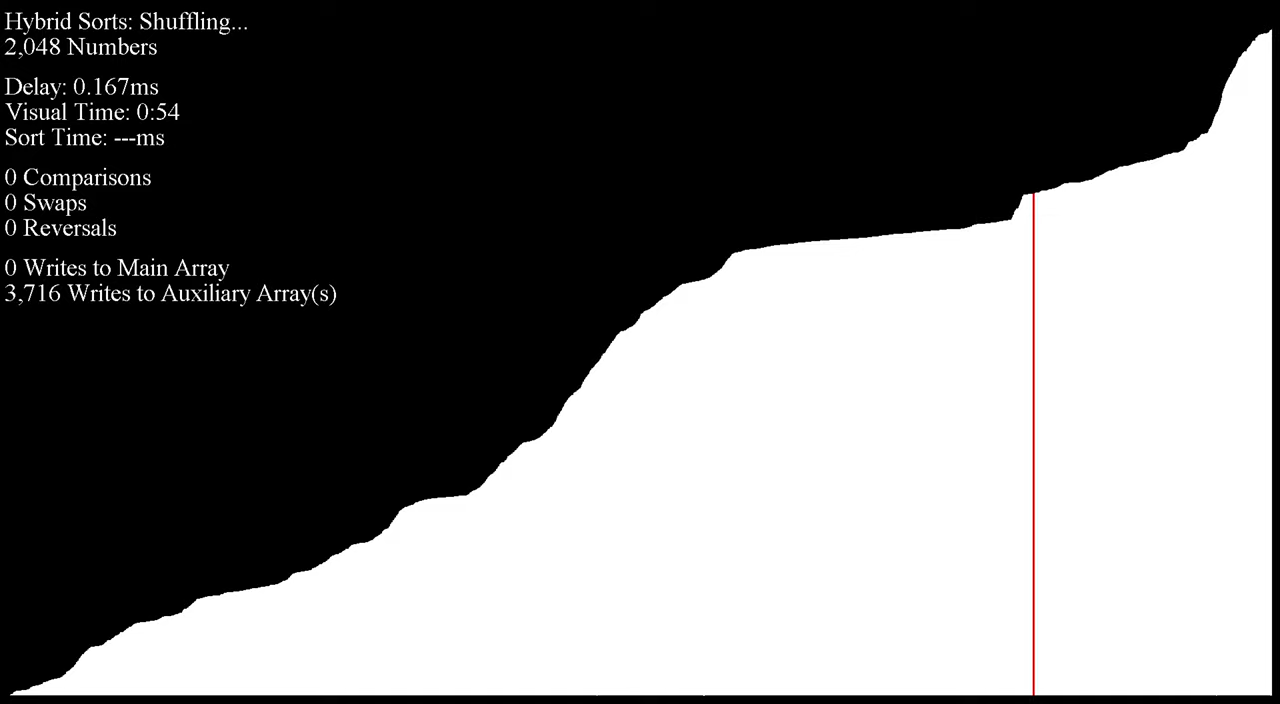 Hybrid Sorts: Shuffling...
2,048 Numbers
Delay: 0.167ms
Visual Time: 0:54
Sort Time: ---ms
0 Comparisons
0 Swaps
0 Reversals
0 Writes to Main Array
3,716 Writes to Auxiliary Array(s)